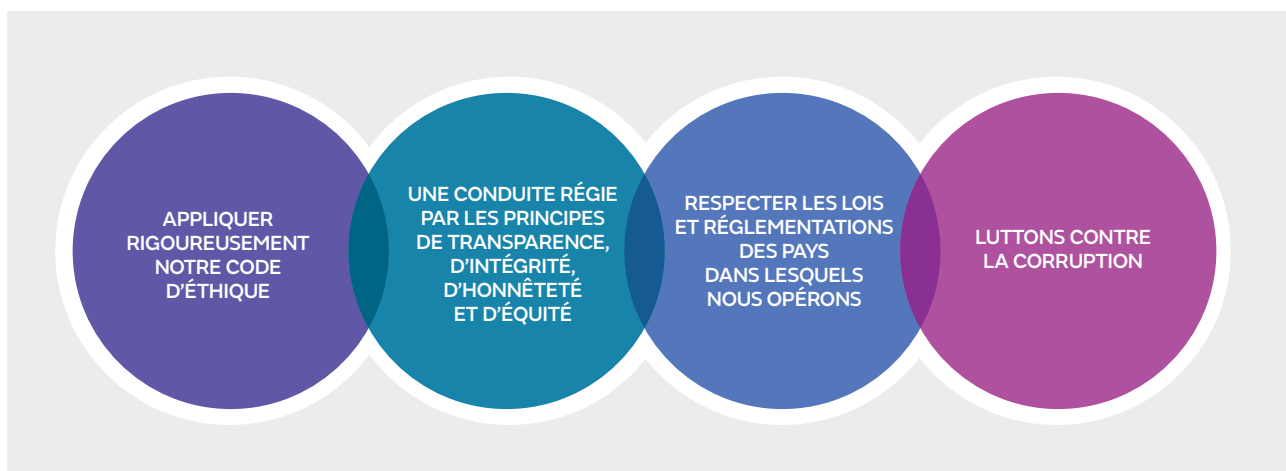 APPLIQUER
RIGOUREUSEMENT
NOTRE CODE
D'ÉTHIQUE
UNE CONDUITE RÉGIE
PAR LES PRINCIPES
DE TRANSPARENCE,
D'INTÉGRITÉ,
D'HONNÊTETÉ
ET D'ÉQUITÉ
RESPECTER LES LOIS
ET RÉGLEMENTATIONS
DES PAYS
DANS LESQUELS
NOUS OPÉRONS
LUTTONS CONTRE
LA CORRUPTION